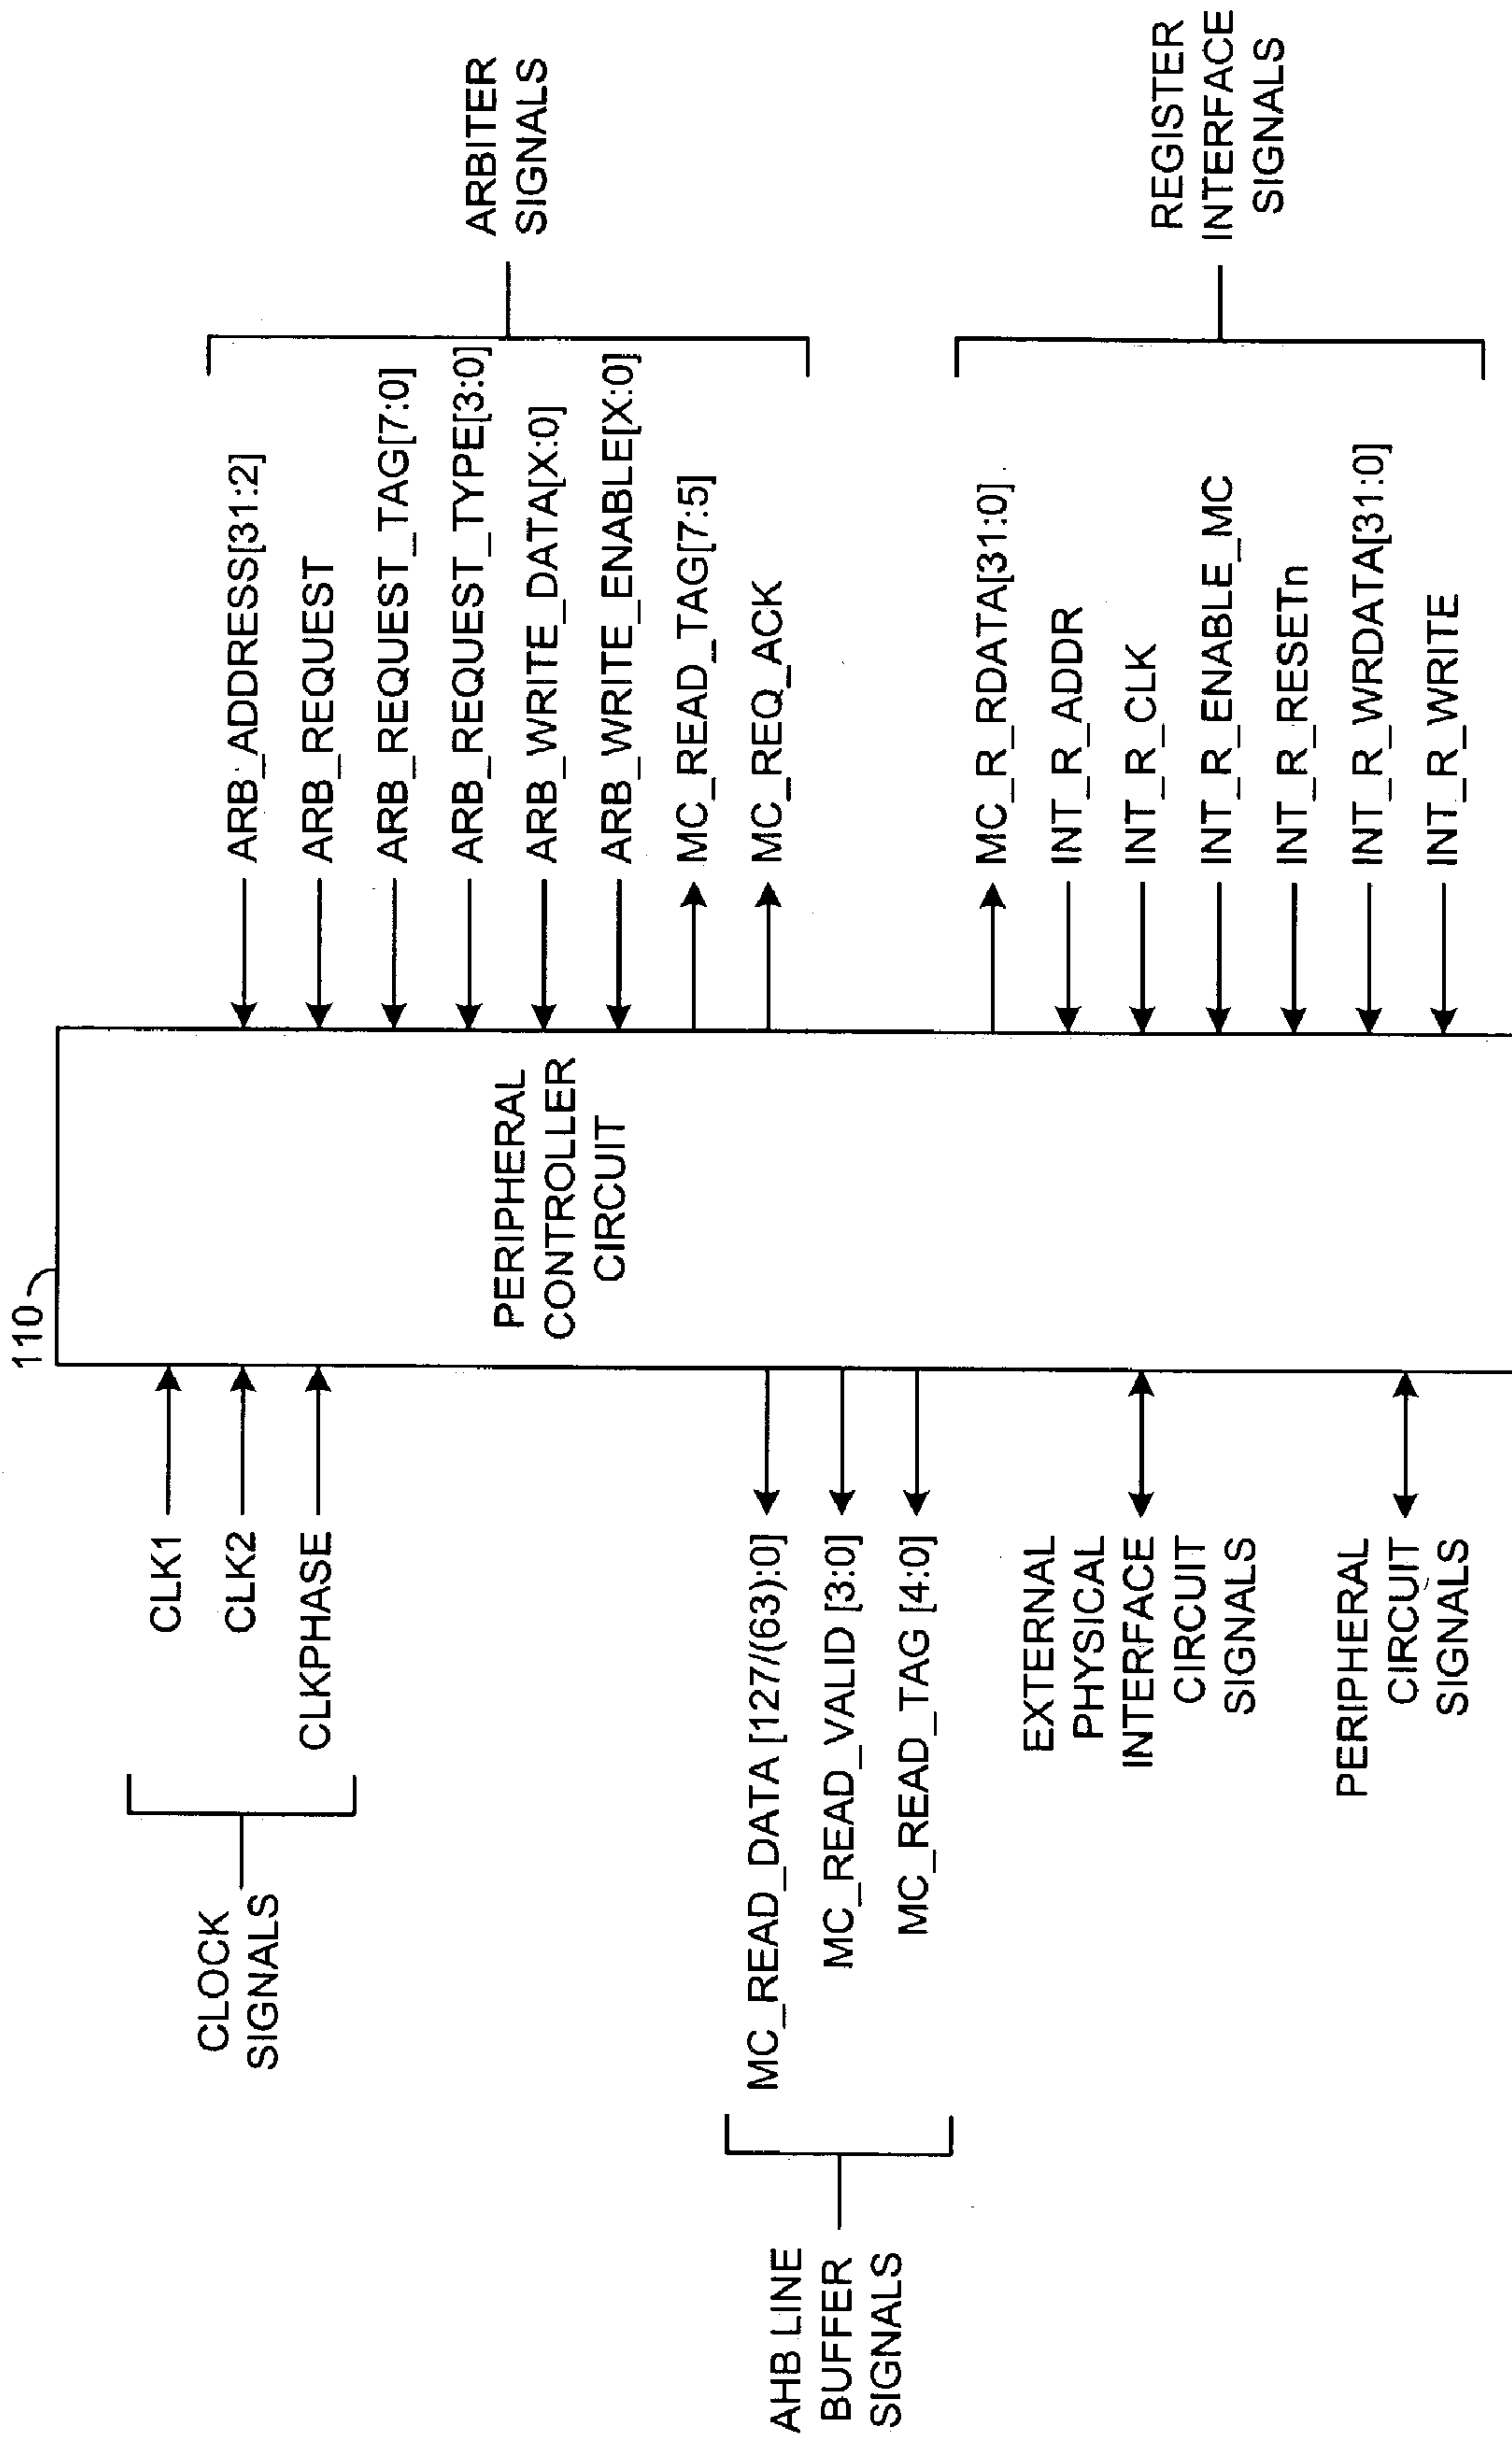 110
CLOCK
SIGNALS
CLK1
CLK2
CLKPHASE
AHB LINE
BUFFER
SIGNALS
MC_READ_DATA [127/(63):0]
MC_READ_VALID [3:0]
MC_READ_TAG [4:0]
EXTERNAL
PHYSICAL
INTERFACE
CIRCUIT
SIGNALS
PERIPHERAL
CIRCUIT
SIGNALS
PERIPHERAL
CONTROLLER
CIRCUIT
ARB_ADDRESS[31:2]
ARB_REQUEST
ARB_REQUEST_TAG[7:0]
ARB_REQUEST_TYPE[3:0]
ARB_WRITE_DATA[X:0]
ARB_WRITE_ENABLE[X:0]
MC_READ_TAG[7:5]
MC_REQ_ACK
ARBITER
SIGNALS
MC_R_RDATA[31:0]
INT_R_ADDR
INT_R_CLK
INT_R_ENABLE_MC
INT_R_RESETn
INT_R_WRDATA[31:0]
INT_R_WRITE
REGISTER
INTERFACE
SIGNALS